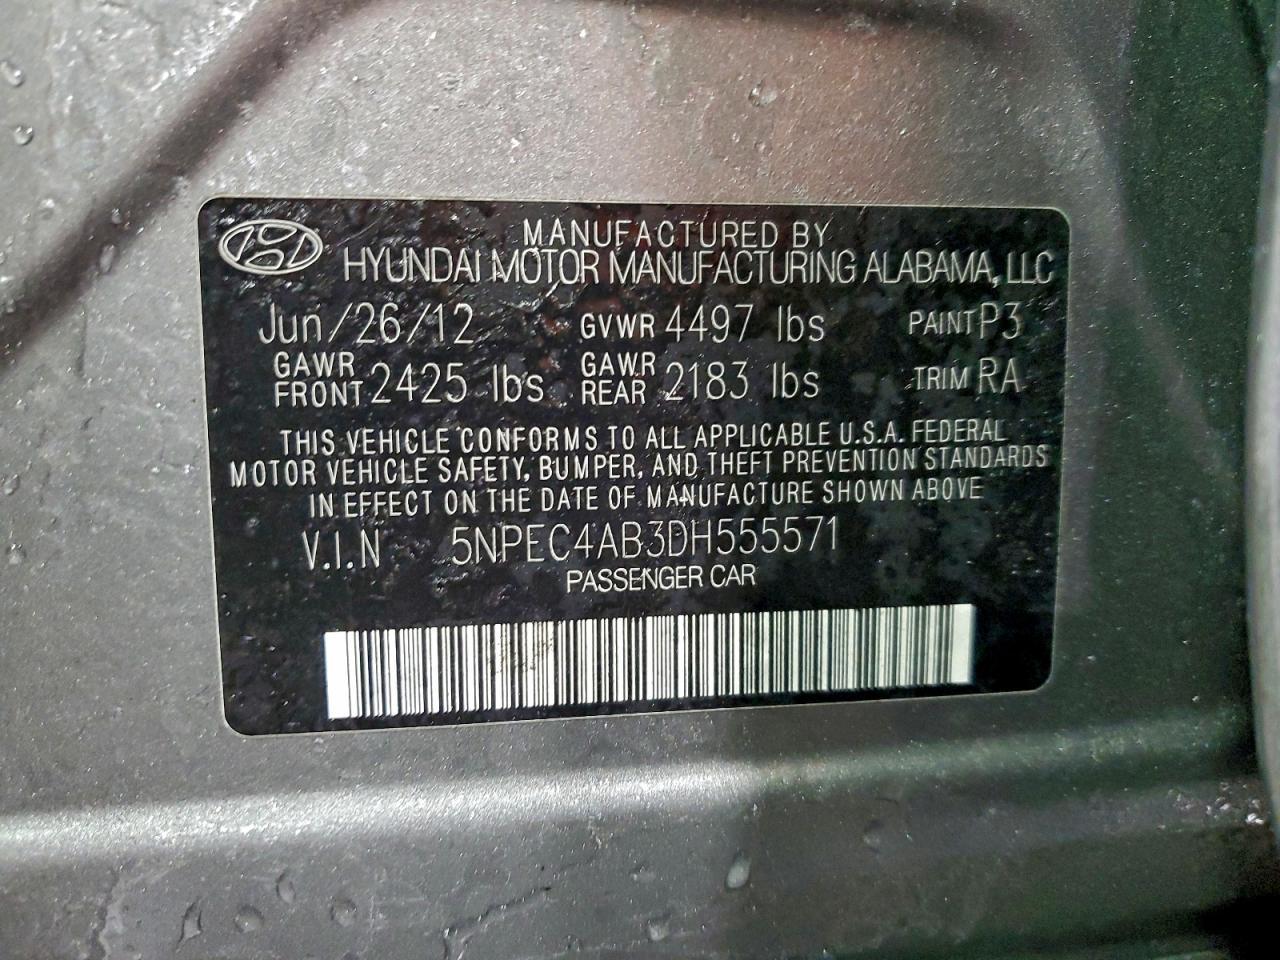 MANUFACTURED BY
HYUNDAI MOTOR MANUFACTURING ALABAMA, LLC
Jun/26/12 GVWR 4497 lbs PAINT P3
GAWR FRONT 2425 lbs GAWR REAR 2183 lbs TRIM RA
THIS VEHICLE CONFORMS TO ALL APPLICABLE U.S.A. FEDERAL
MOTOR VEHICLE SAFETY, BUMPER, AND THEFT PREVENTION STANDARDS
IN EFFECT ON THE DATE OF MANUFACTURE SHOWN ABOVE
V.I.N 5NPEC4AB3DH555571
PASSENGER CAR